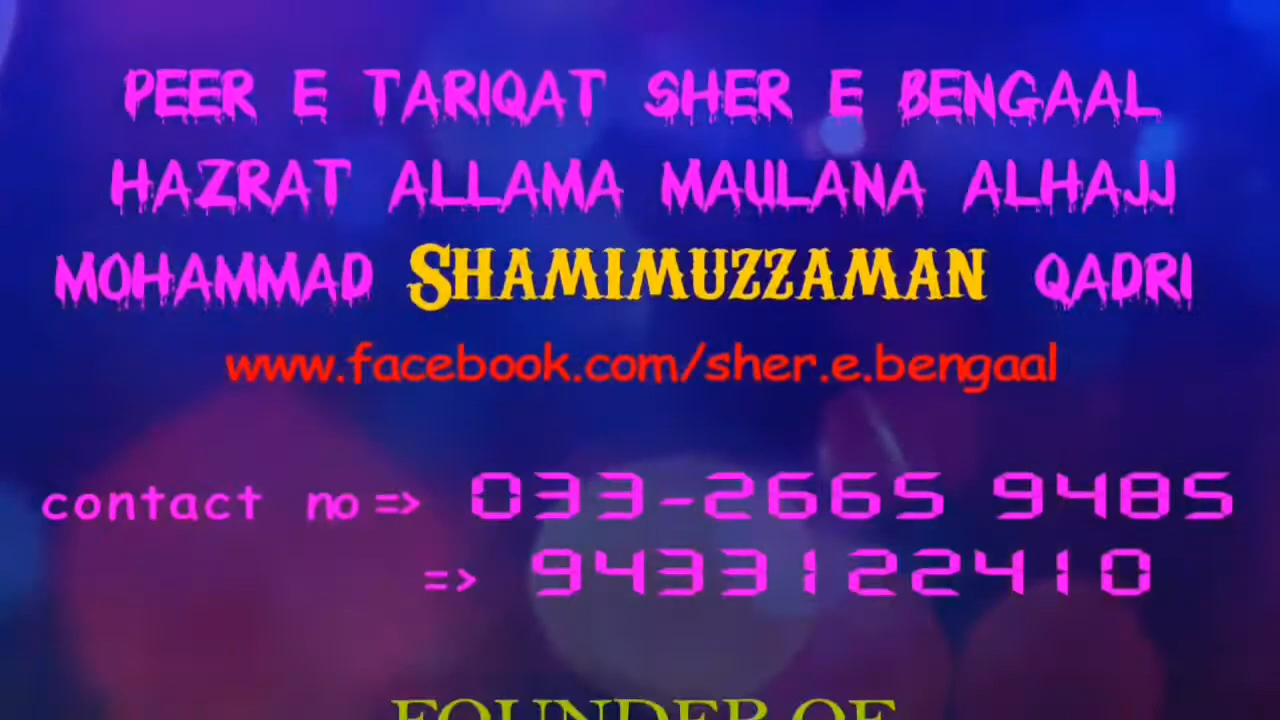 PEER E TARIQAT SHER E BENGAAL
HAZRAT ALLAMA MAULANA ALHAJJ
MOHAMMAD SHAMIMUZZAMAN QADRI
www.facebook.com/sher.e.bengaal
contact no=> 033-2665 9485
=> 9433122410
FOUNDER OF